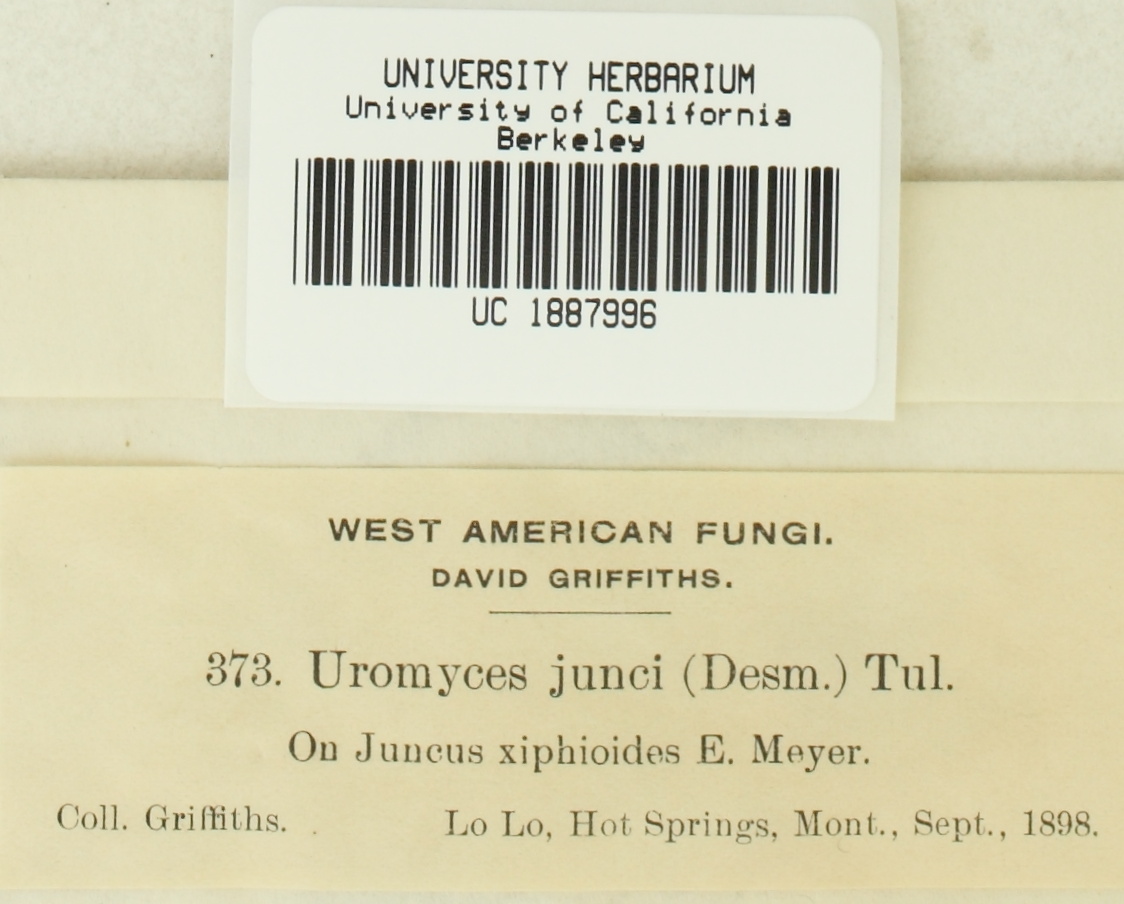 UNIVERSITY HERBARIUM
University of California
Berkeley
UC 1887996
WEST AMERICAN FUNGI.
DAVID GRIFFITHS.
373. Uromyces junci (Desm.) Tul.
On Juncus xiphioides E. Meyer.
Coll. Griffiths. Lo Lo, Hot Springs, Mont., Sept., 1898.